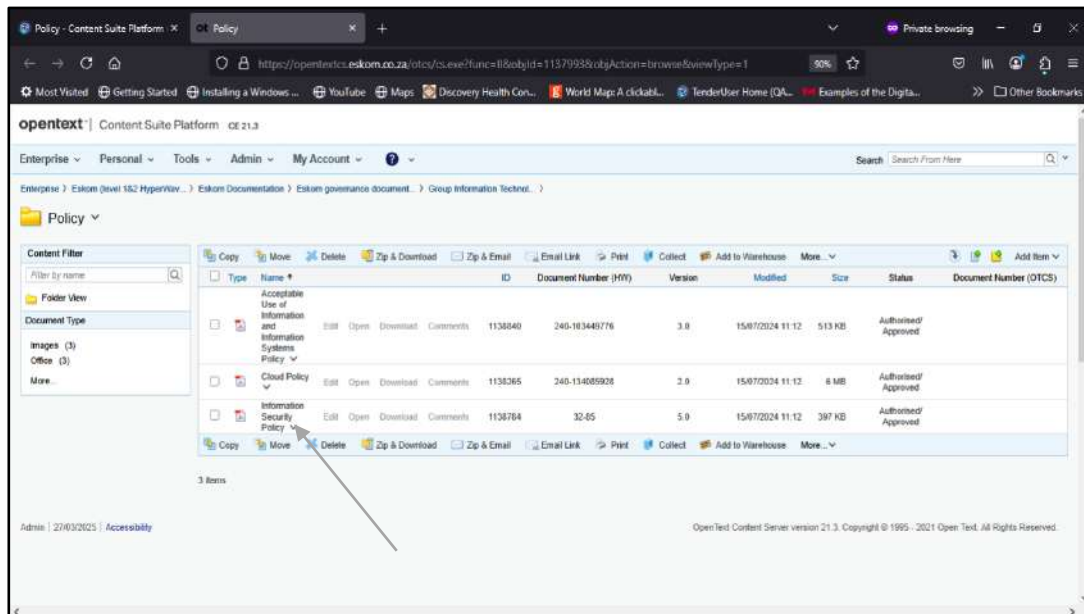 Policy - Content Suite Platform
ot Policy
Private browsing
https://opentextcs.eskom.co.za/otcs/cs.exe?func=ll&objId=1137993&objAction=browse&viewType=1
90%
Most Visited Getting Started Installing a Windows ... YouTube Maps Discovery Health Con... World Map: A clickabl... TenderUser Home (QA... Examples of the Digita... Other Bookmarks
opentext | Content Suite Platform CE 21.3
Enterprise Personal Tools Admin My Account
Search Search From Here
Enterprise Eskom (level 1&2 HyperWav... Eskom Documentation Eskom governance document... Group Information Technol...
Policy
Content Filter
Filter by name
Folder View
Document Type
Images (3)
Office (3)
More...
Copy Move Delete Zip & Download Zip & Email Email Link Print Collect Add to Warehouse More... Add Item
Type Name ID Document Number (HW) Version Modified Size Status Document Number (OTCS)
Acceptable
Use of
Information
and
Information
Systems
Policy
Edit Open Download Comments 1138840 240-103449776 3.0 15/07/2024 11:12 513 KB Authorised/
Approved
Cloud Policy Edit Open Download Comments 1138265 240-134085928 2.0 15/07/2024 11:12 6 MB Authorised/
Approved
Information
Security
Policy
Edit Open Download Comments 1138784 32-85 5.0 15/07/2024 11:12 397 KB Authorised/
Approved
Copy Move Delete Zip & Download Zip & Email Email Link Print Collect Add to Warehouse More...
3 items
Admin | 27/03/2025 | Accessibility
OpenText Content Server version 21.3. Copyright © 1995 - 2021 Open Text. All Rights Reserved.